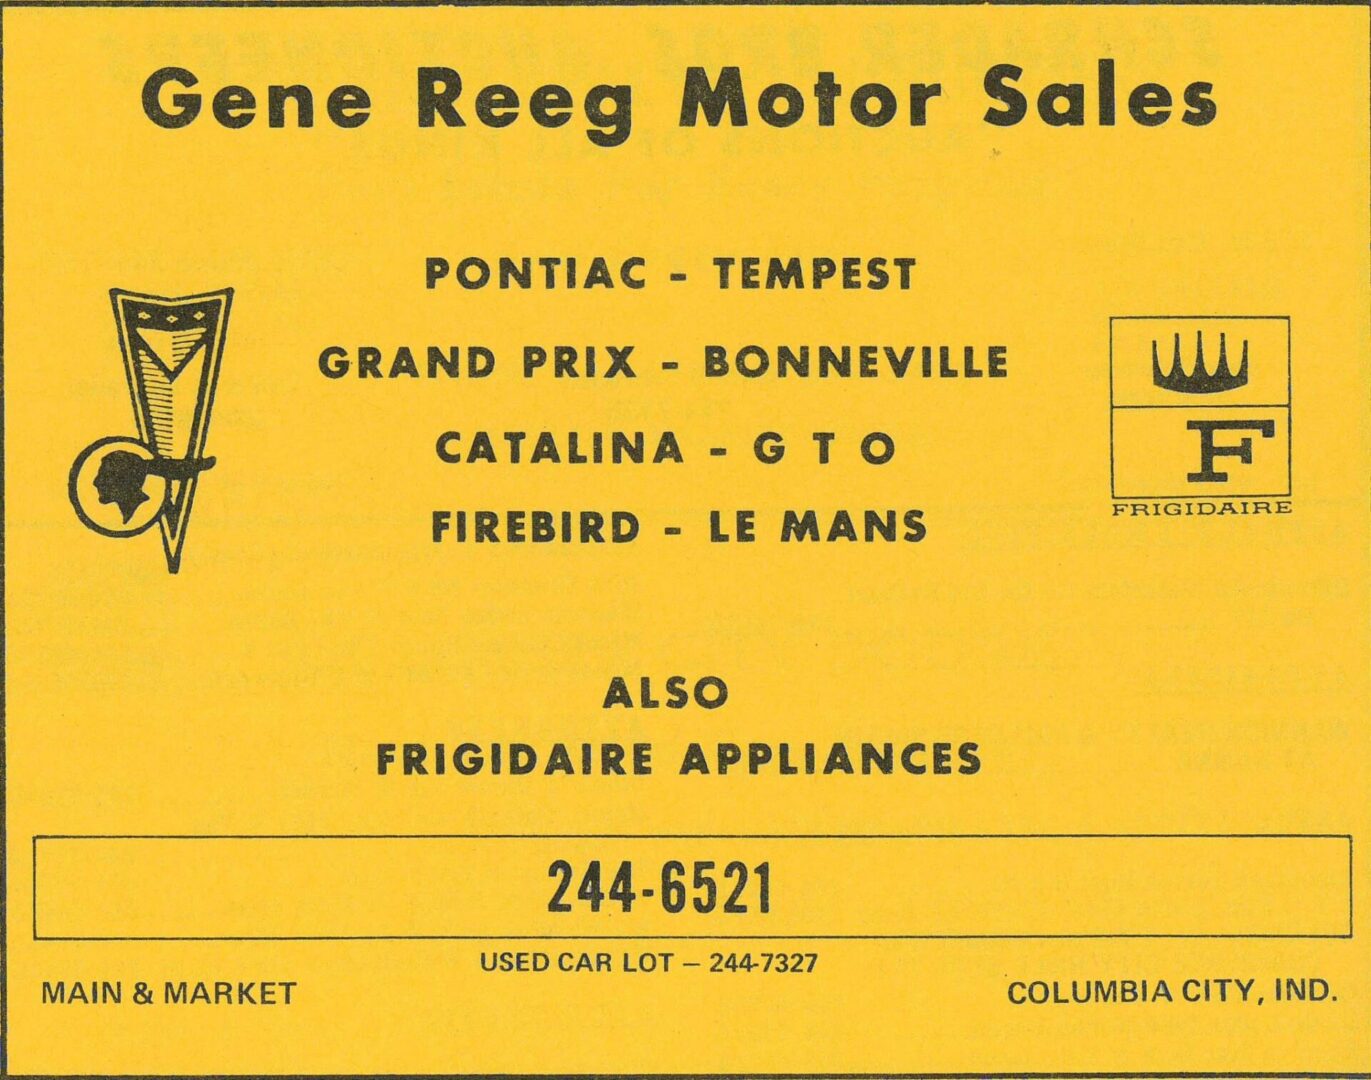 Gene Reeg Motor Sales
PONTIAC - TEMPEST
GRAND PRIX - BONNEVILLE
CATALINA - G T O
FIREBIRD - LE MANS
F
FRIGIDAIRE
ALSO
FRIGIDAIRE APPLIANCES
244-6521
USED CAR LOT – 244-7327
MAIN & MARKET
COLUMBIA CITY, IND.